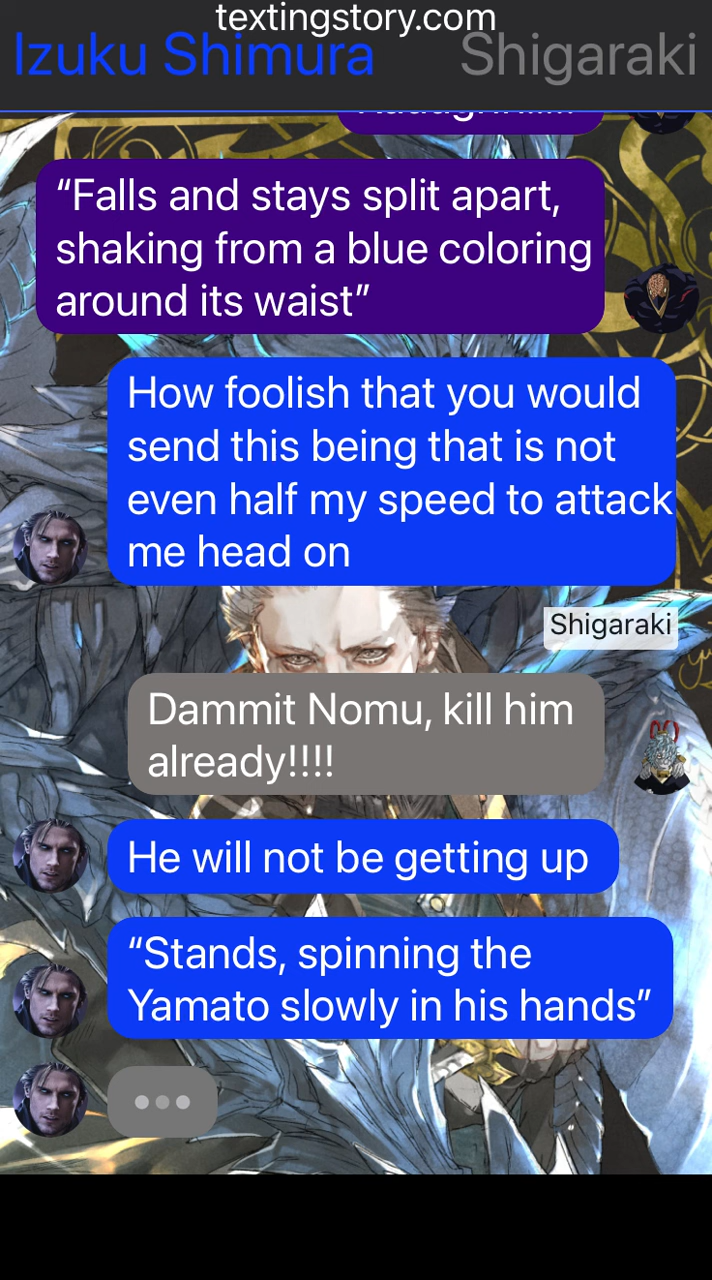 textingstory.com
Izuku Shimura
Shigaraki
“Falls and stays split apart,
shaking from a blue coloring
around its waist”
How foolish that you would
send this being that is not
even half my speed to attack
me head on
Shigaraki
Dammit Nomu, kill him
already!!!!
He will not be getting up
“Stands, spinning the
Yamato slowly in his hands”